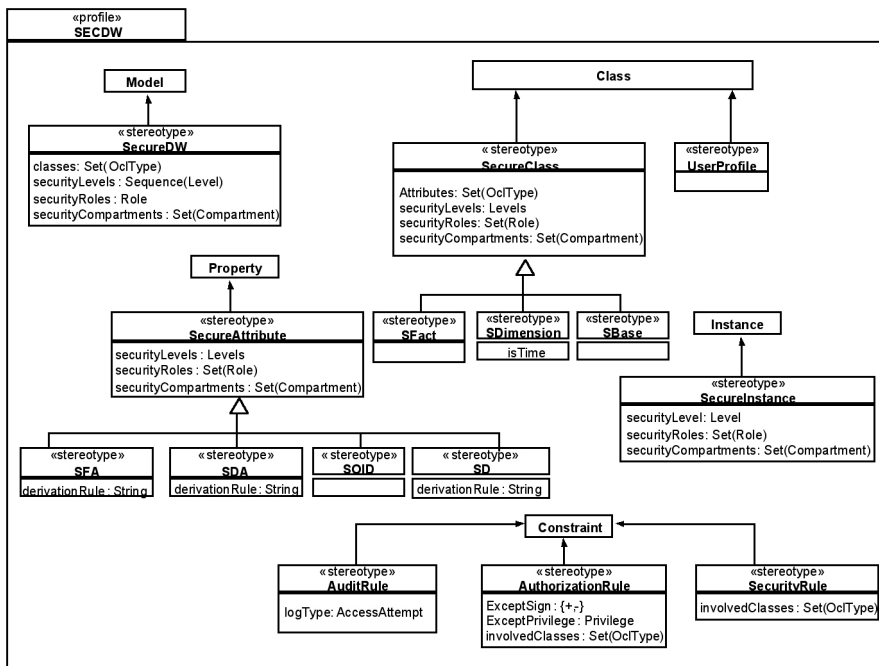 «profile»
SECDW
Model
«stereotype»
SecureDW
classes: Set(OclType)
securityLevels : Sequence(Level)
securityRoles : Role
securityCompartments : Set(Compartment)
Class
«stereotype»
SecureClass
Attributes: Set(OclType)
securityLevels: Levels
securityRoles: Set(Role)
securityCompartments: Set(Compartment)
«stereotype»
UserProfile
Property
«stereotype»
SecureAttribute
securityLevels : Levels
securityRoles : Set(Role)
securityCompartments : Set(Compartment)
«stereotype»
SFact
«stereotype»
SDimension
isTime
«stereotype»
SBase
Instance
«stereotype»
SecureInstance
securityLevel: Level
securityRoles: Set(Role)
securityCompartments: Set(Compartment)
«stereotype»
SFA
derivationRule : String
«stereotype»
SDA
derivationRule : String
«stereotype»
SOID
«stereotype»
SD
derivationRule : String
Constraint
«stereotype»
AuditRule
logType: AccessAttempt
«stereotype»
AuthorizationRule
ExceptSign : {+,-}
ExceptPrivilege : Privilege
involvedClasses : Set(OclType)
«stereotype»
SecurityRule
involvedClasses : Set(OclType)